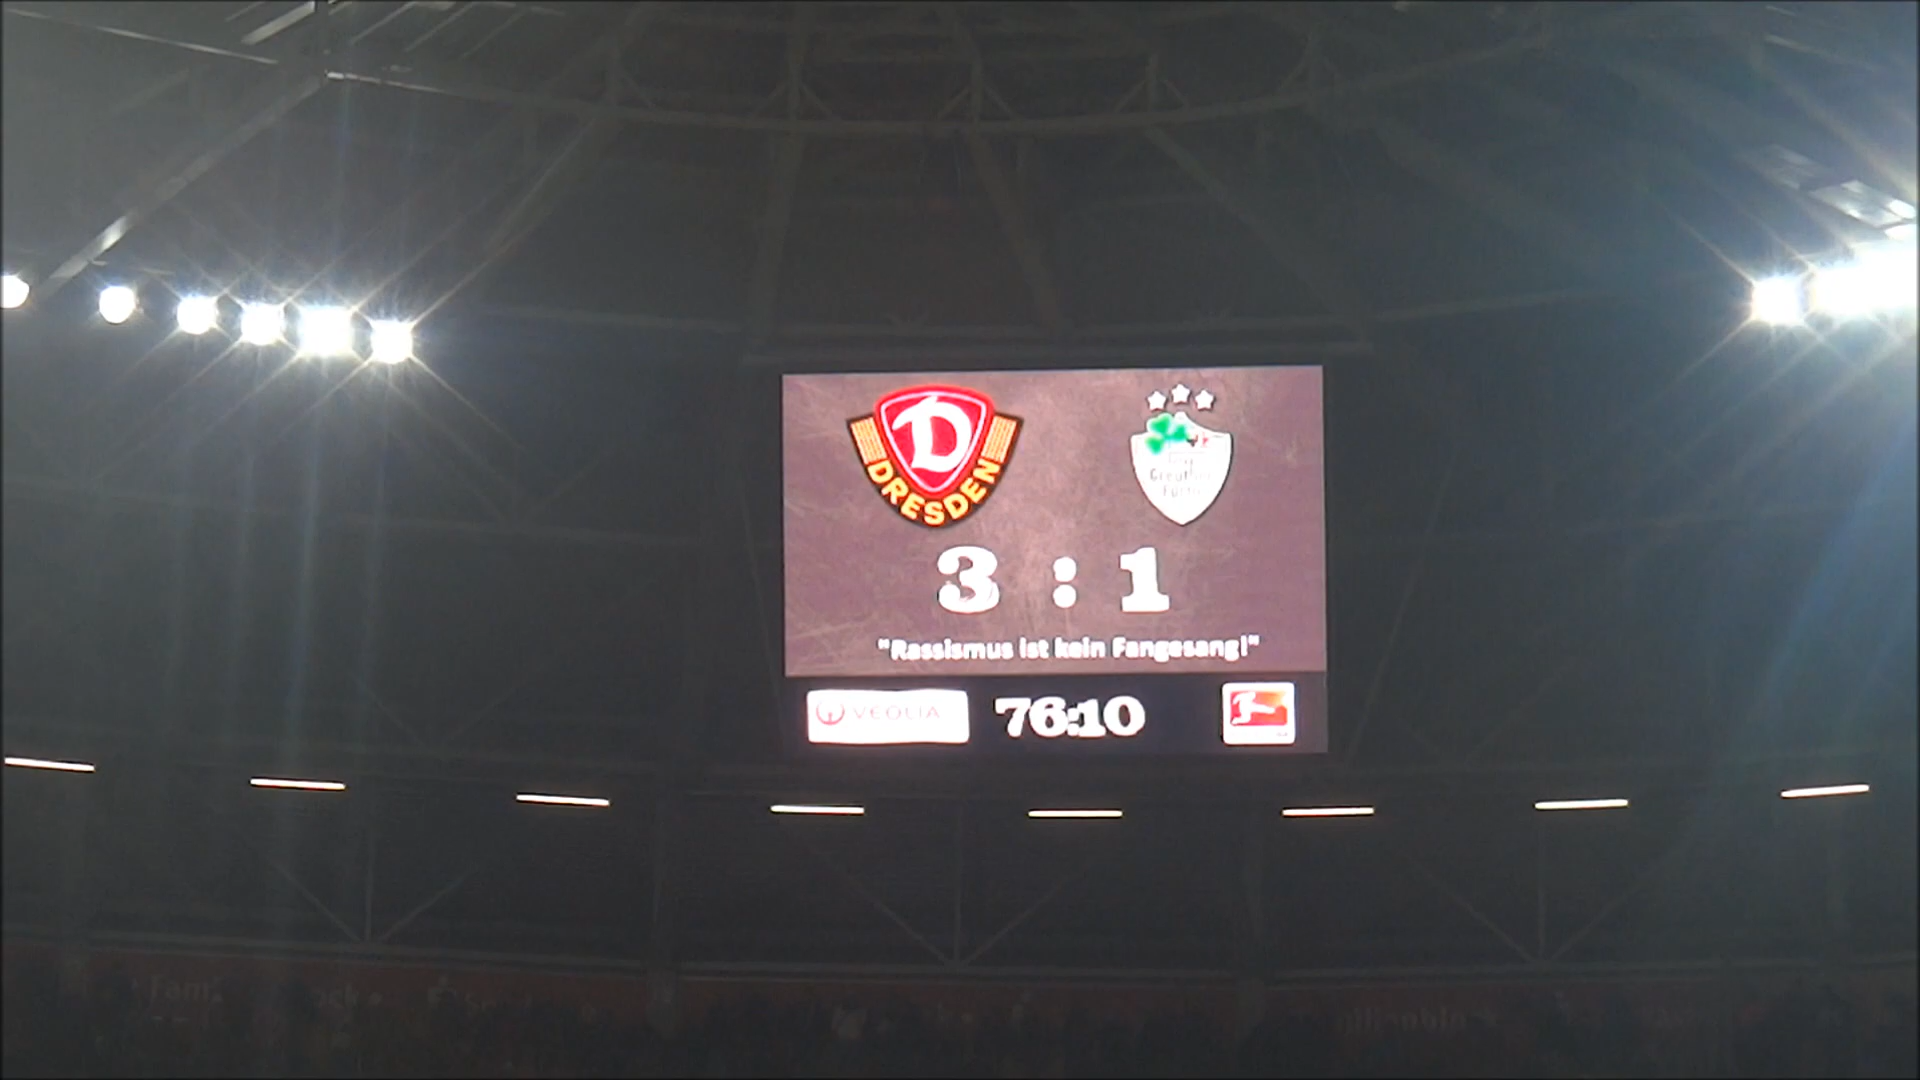 D
DRESDEN
3 : 1
"Rassismus ist kein Fangesang!"
VEOLIA
76:10